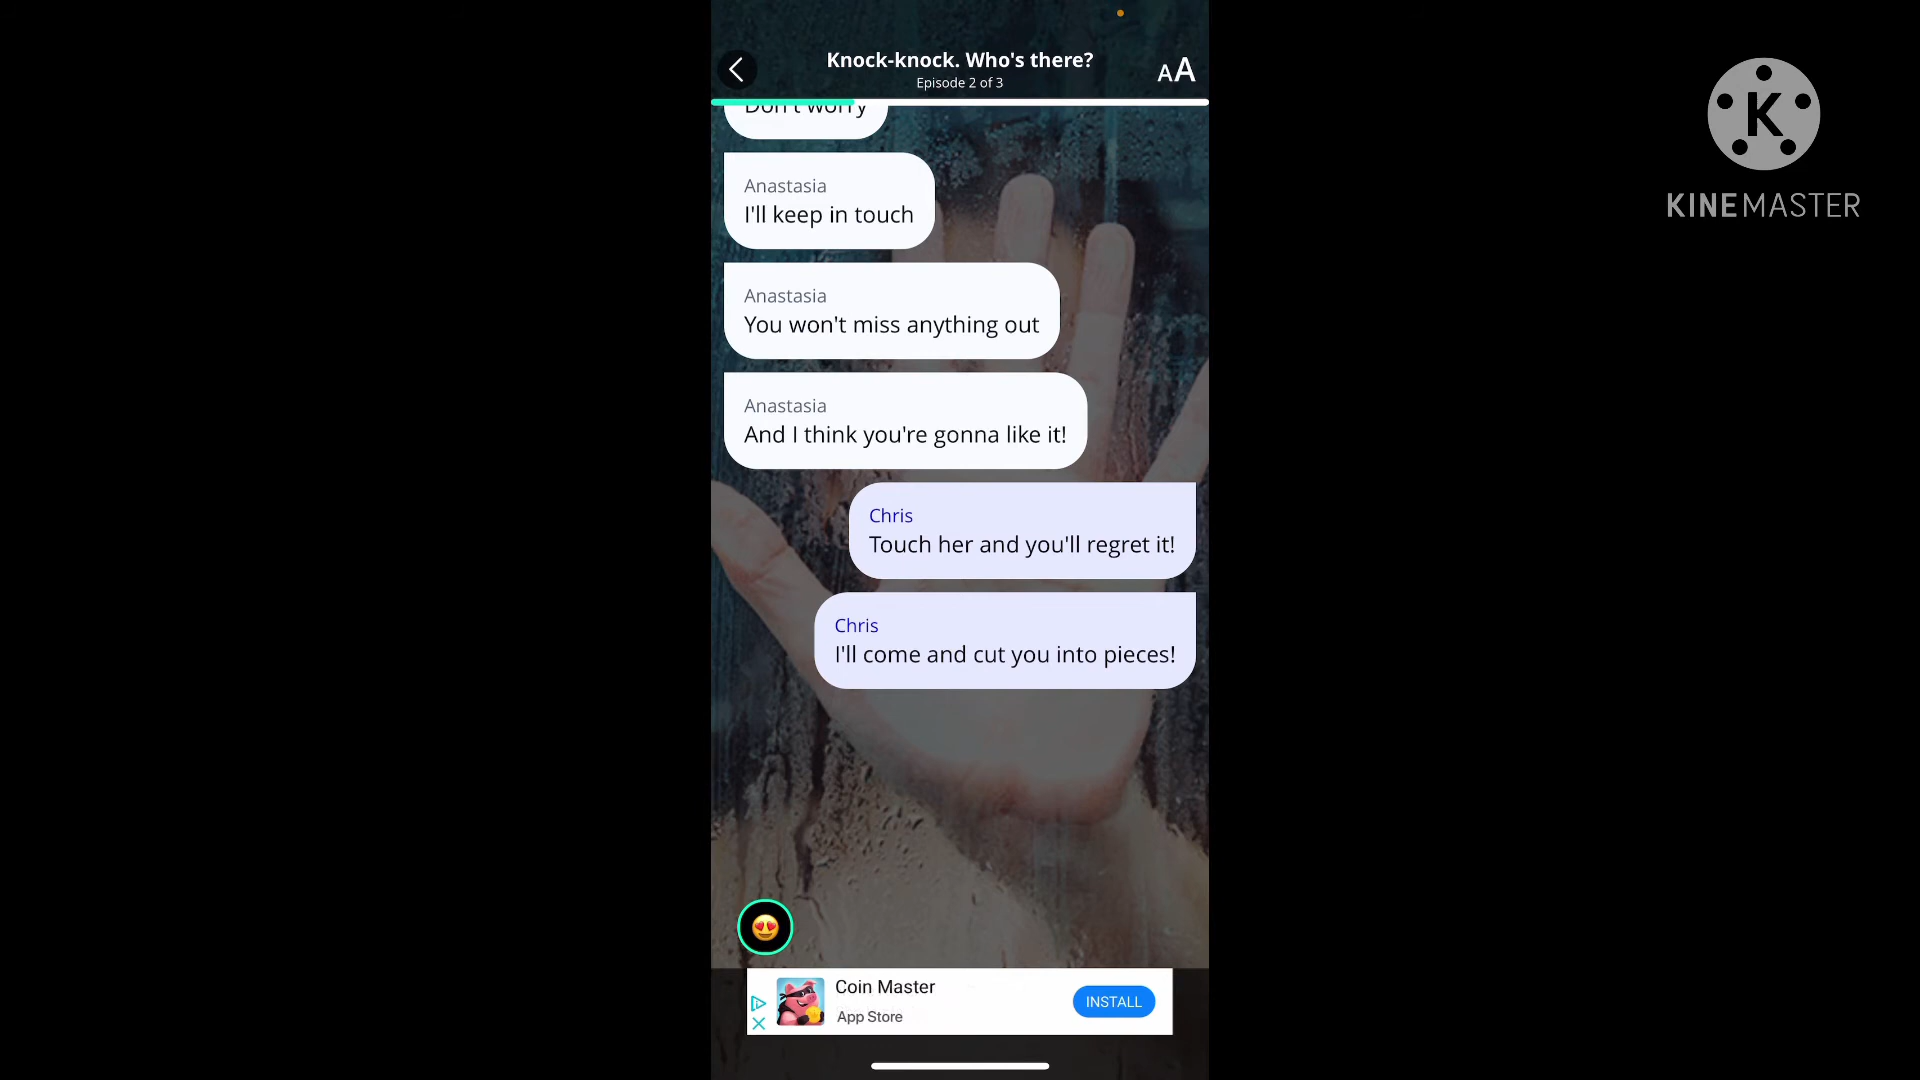 Knock-knock. Who's there?
Episode 2 of 3
AA
Don't worry
Anastasia
I'll keep in touch
Anastasia
You won't miss anything out
Anastasia
And I think you're gonna like it!
Chris
Touch her and you'll regret it!
Chris
I'll come and cut you into pieces!
Coin Master
App Store
INSTALL
K
KINEMASTER